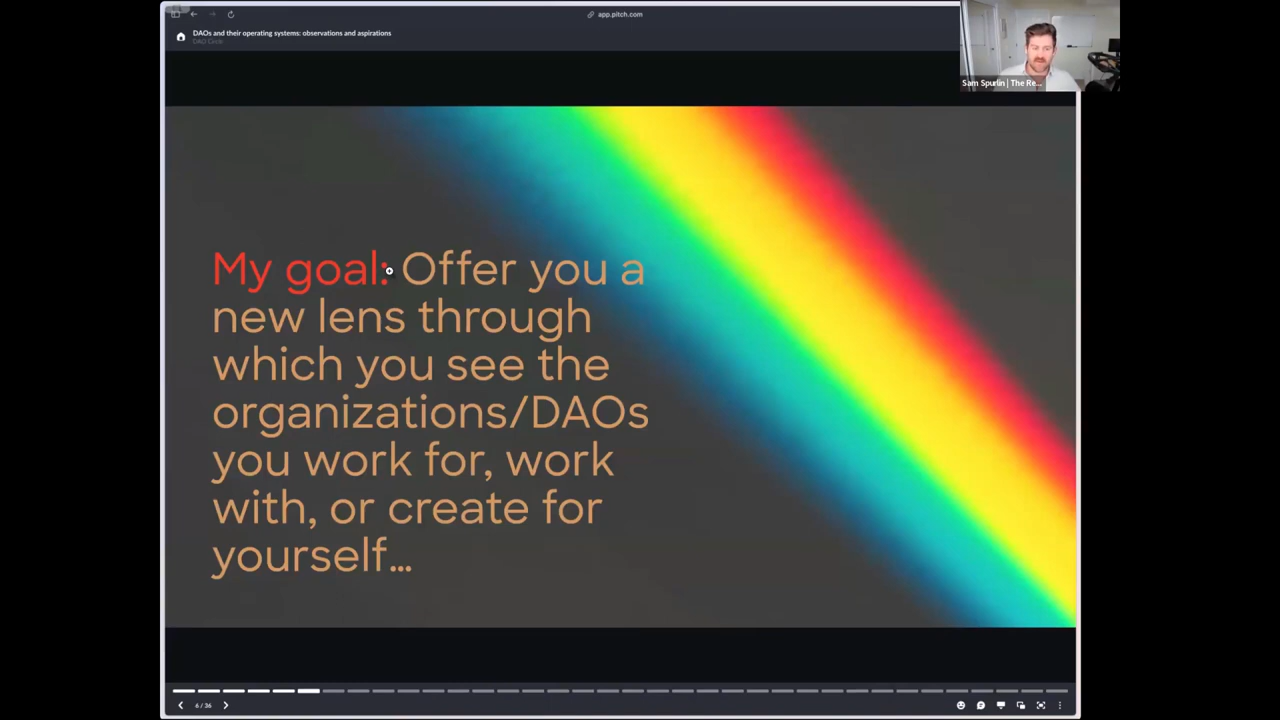 app.pitch.com
DAOs and their operating systems: observations and aspirations
DAO Circle
Sam Spurlin | The Re...
My goal: Offer you a
new lens through
which you see the
organizations/DAOs
you work for, work
with, or create for
yourself...
6 / 36